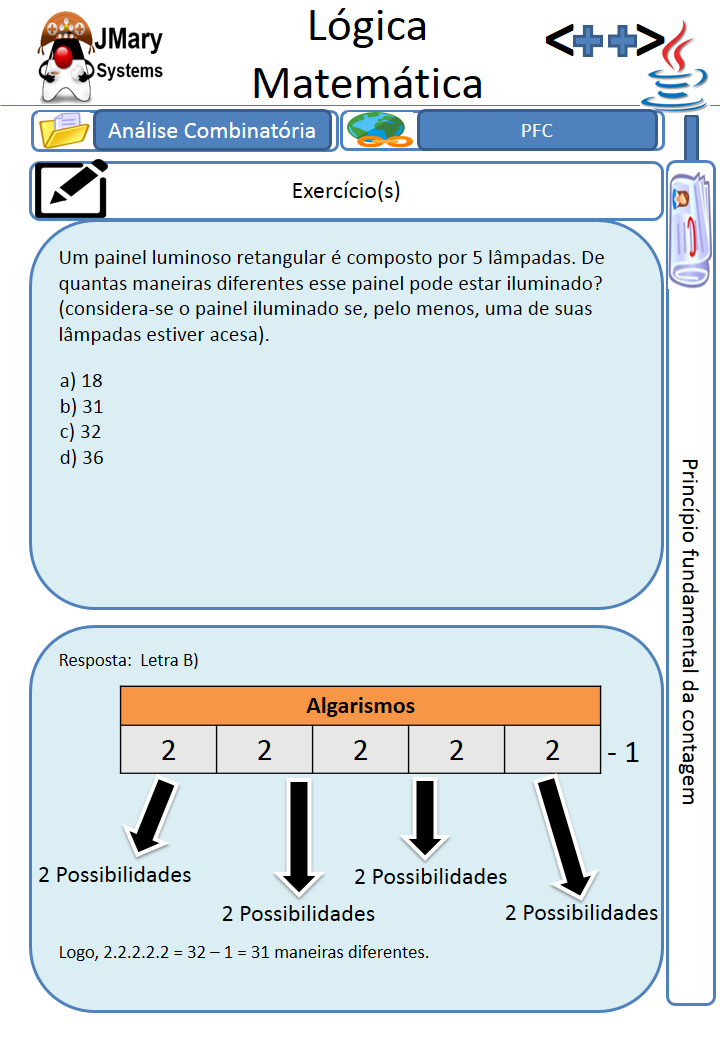 JMary
Systems
Lógica
Matemática
<++>
Análise Combinatória
PFC
Exercício(s)
Um painel luminoso retangular é composto por 5 lâmpadas. De
quantas maneiras diferentes esse painel pode estar iluminado?
(considera-se o painel iluminado se, pelo menos, uma de suas
lâmpadas estiver acesa).
a) 18
b) 31
c) 32
d) 36
Princípio fundamental da contagem
Resposta: Letra B)
Algarismos
2 2 2 2 2 - 1
2 Possibilidades
2 Possibilidades
2 Possibilidades
2 Possibilidades
Logo, 2.2.2.2.2 = 32 – 1 = 31 maneiras diferentes.